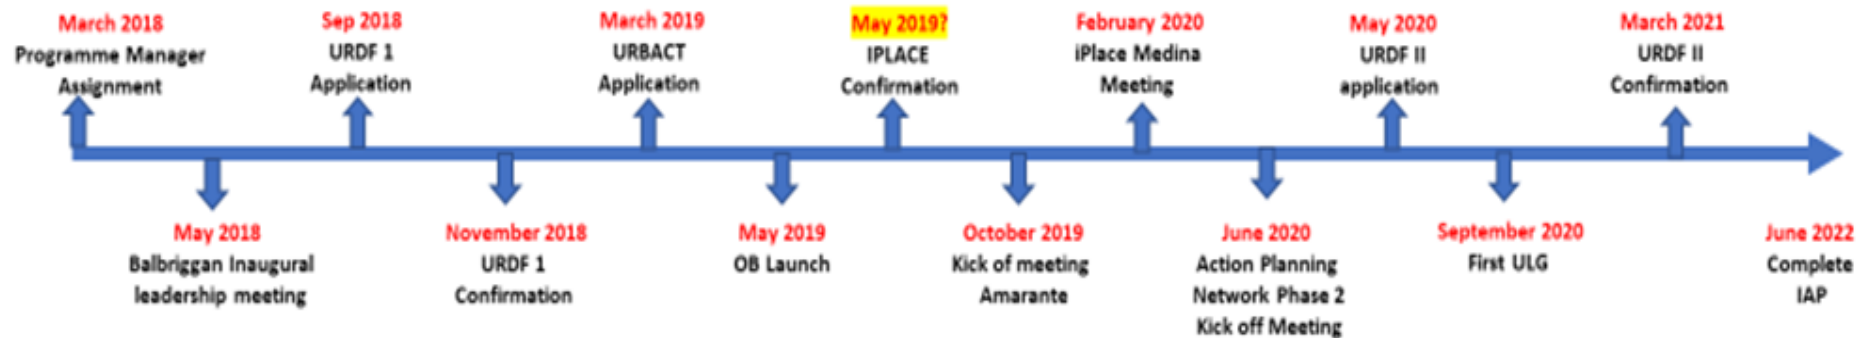 March 2018
Programme Manager
Assignment
Sep 2018
URDF 1
Application
March 2019
URBACT
Application
May 2019?
IPLACE
Confirmation
February 2020
iPlace Medina
Meeting
May 2020
URDF II
application
March 2021
URDF II
Confirmation
May 2018
Balbriggan Inaugural
leadership meeting
November 2018
URDF 1
Confirmation
May 2019
OB Launch
October 2019
Kick of meeting
Amarante
June 2020
Action Planning
Network Phase 2
Kick off Meeting
September 2020
First ULG
June 2022
Complete
IAP